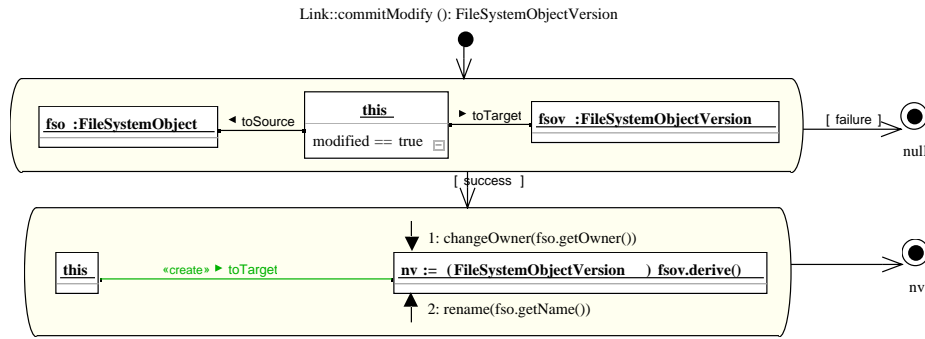 Link::commitModify (): FileSystemObjectVersion
fso :FileSystemObject
◄ toSource
this
modified == true
► toTarget
fsov :FileSystemObjectVersion
[ failure ]
null
[ success ]
1: changeOwner(fso.getOwner())
this
«create» ► toTarget
nv := (FileSystemObjectVersion ) fsov.derive()
2: rename(fso.getName())
nv